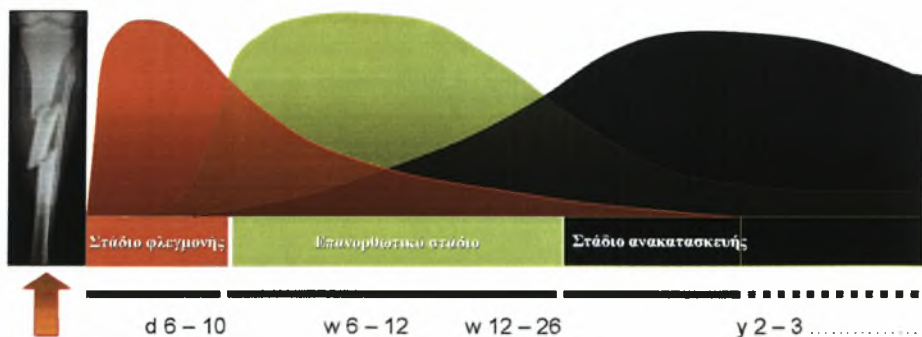 Στάδιο φλεγμονής Επανορθωτικό στάδιο Στάδιο ανακατασκευής
d 6 – 10 w 6 – 12 w 12 – 26 y 2 – 3 ................